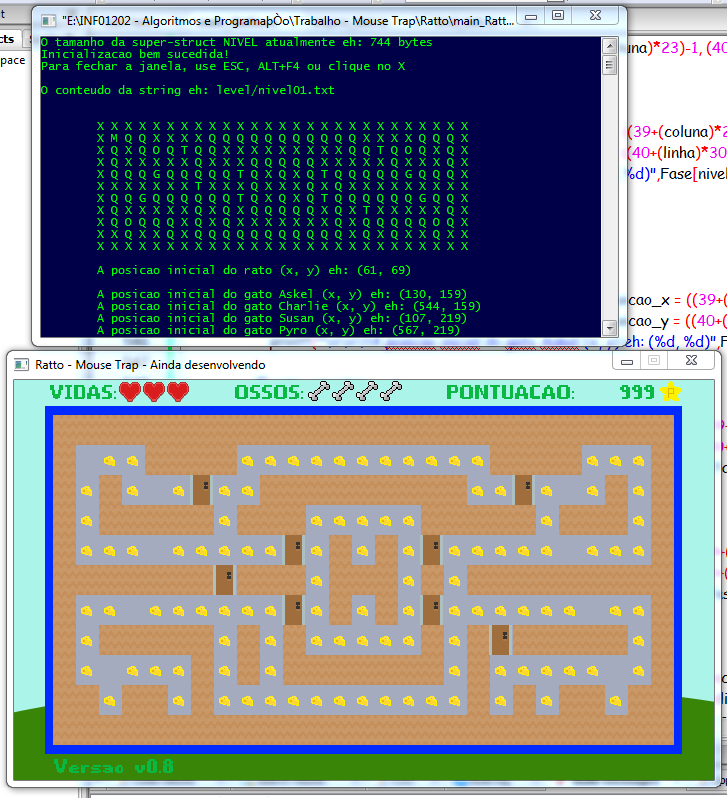 "E:\INF01202 - Algoritmos e ProgramapÒo\Trabalho - Mouse Trap\Ratto\main_Ratt...
O tamanho da super-struct NIVEL atualmente eh: 744 bytes
Inicializacao bem sucedida!
Para fechar a janela, use ESC, ALT+F4 ou clique no X
O conteudo da string eh: level/nivel01.txt
X X X X X X X X X X X X X X X X X X X X X X X X X X X
X M Q Q X X X X Q Q Q Q Q Q Q Q Q Q Q X X X X Q Q Q X
X Q X Q O Q T Q Q X X X X X X X X X Q Q T Q O Q X Q X
X Q X X X X X Q X X X Q Q Q Q Q X X X X X Q X X X Q X
X Q Q Q G Q Q Q Q Q T Q X Q X Q T Q Q Q Q Q G Q Q Q X
X X X X X X X T X X X Q X X X Q X Q X X X X X X X X X
X Q Q G Q Q Q Q Q Q T Q X Q X Q T Q Q Q Q Q Q G Q Q X
X Q X X X X X Q X Q X Q Q Q Q Q X Q X T X X X X X Q X
X Q O Q Q Q X Q X Q X X X X X X X Q X Q Q Q Q Q O Q X
X X Q X X Q X Q Q Q Q Q Q Q Q Q Q Q X Q X Q X X Q X X
X X X X X X X X X X X X X X X X X X X X X X X X X X X
A posicao inicial do rato (x, y) eh: (61, 69)
A posicao inicial do gato Askel (x, y) eh: (130, 159)
A posicao inicial do gato Charlie (x, y) eh: (544, 159)
A posicao inicial do gato Susan (x, y) eh: (107, 219)
A posicao inicial do gato Pyro (x, y) eh: (567, 219)
t
cts
pace
una)*23)-1, (40
(39+(coluna)*2
(40+(linha)*30
%d)",Fase[nivel
cao_x = ((39+(
cao_y = ((40+(
eh: (%d, %d)",F
Ratto - Mouse Trap - Ainda desenvolvendo
VIDAS: OSSOS: PONTUACAO: 999
Versao v0.8